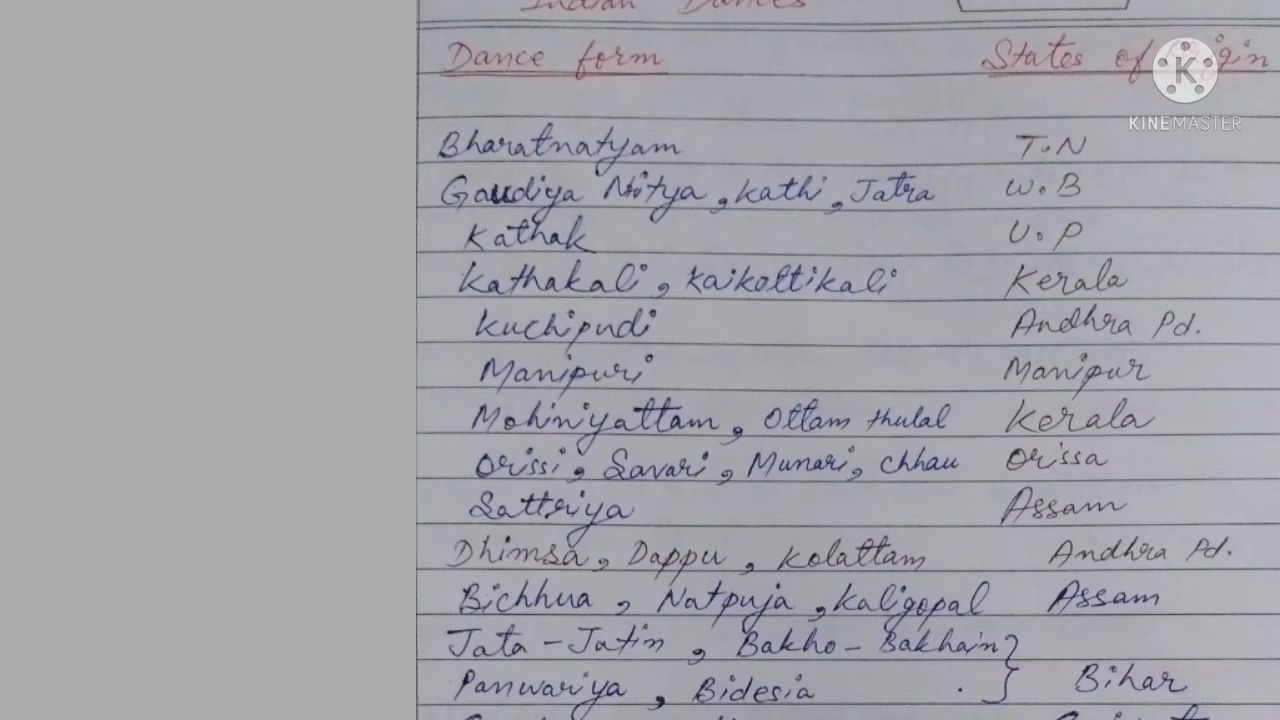 Indian Dances
Dance form States of Origin
KINEMASTER
Bharatnatyam T.N
Gaudiya Nritya, Kathi, Jatra W.B
Kathak U.P
Kathakali, Kaikottikali Kerala
Kuchipudi Andhra Pd.
Manipuri Manipur
Mohiniyattam, Ottam thulal Kerala
Orissi, Savari, Munari, Chhau Orissa
Sattriya Assam
Dhimsa, Dappu, Kolattam Andhra Pd.
Bichhua, Natpuja, Kaligopal Assam
Jata-Jatin, Bakho-Bakhain }
Panwariya, Bidesia . } Bihar